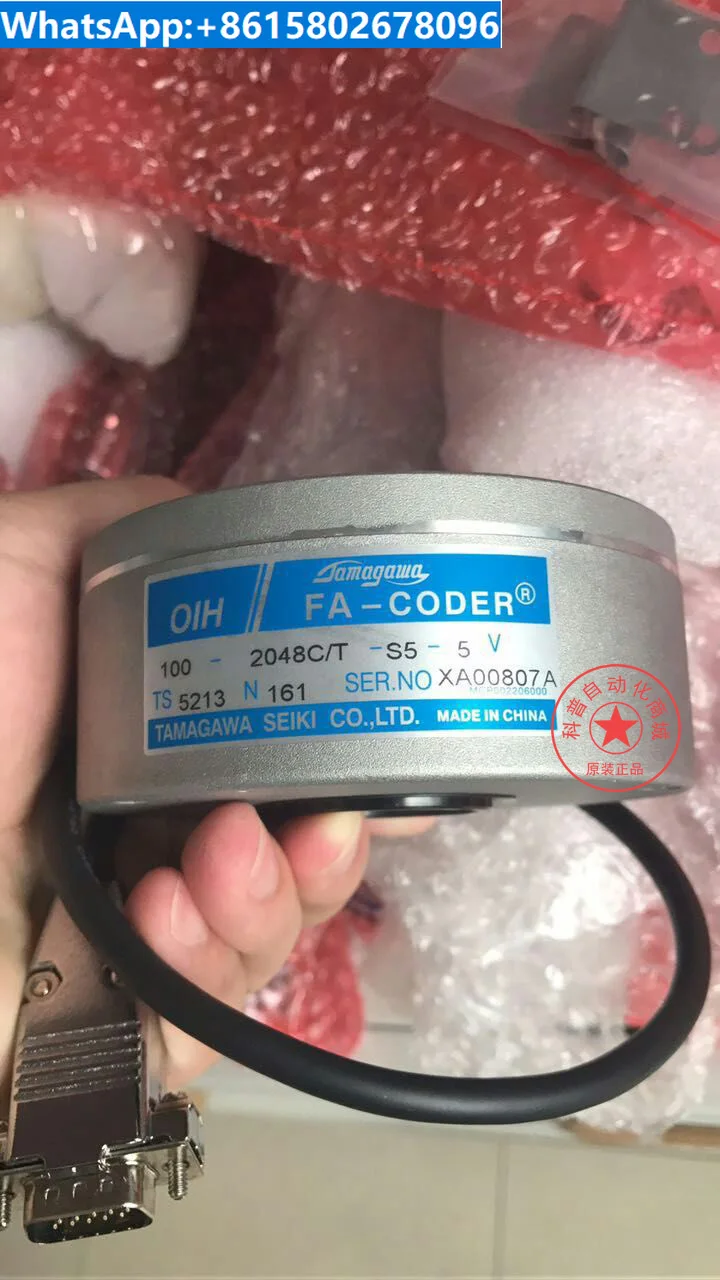 WhatsApp:+8615802678096
OIH
Tamagawa
FA-CODER®
100 - 2048C/T - S5 - 5 V
TS 5213 N 161 SER.NO XA00807A
TAMAGAWA SEIKI CO.,LTD. MADE IN CHINA
科普自动化商城
原装正品